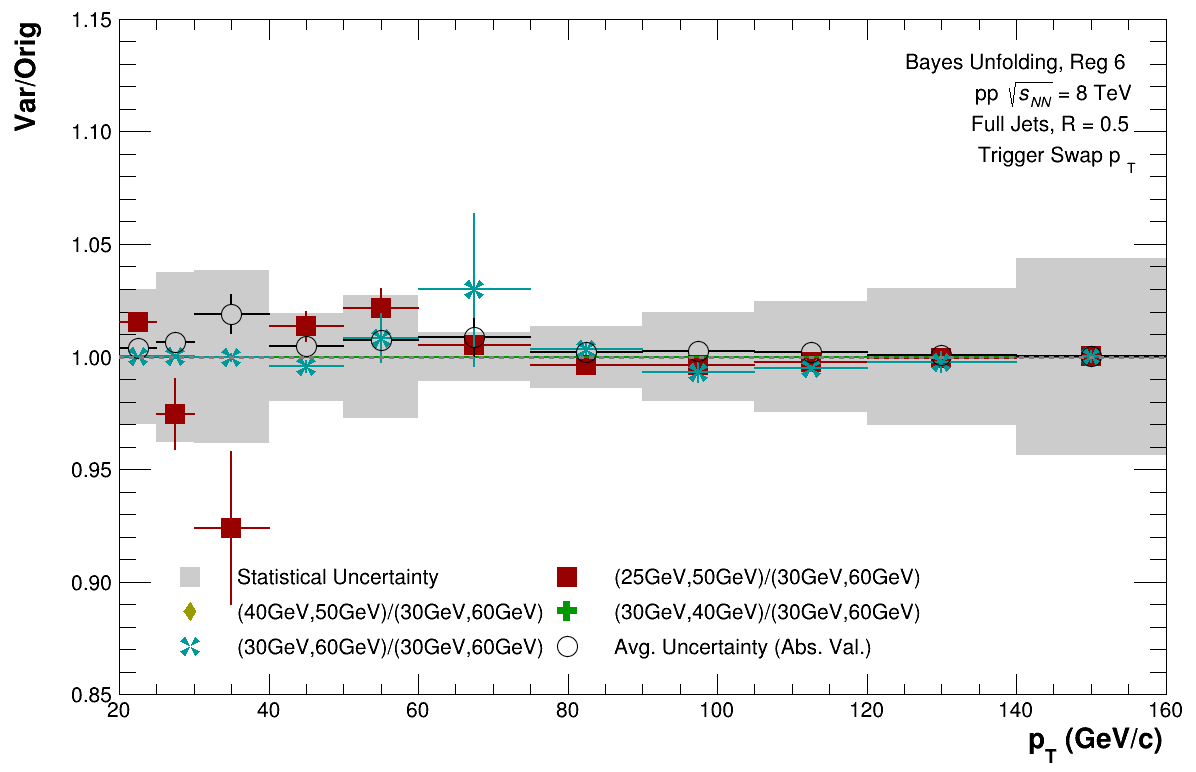 Var/Orig
1.15
1.10
1.05
1.00
0.95
0.90
0.85
Bayes Unfolding, Reg 6
pp √s_NN = 8 TeV
Full Jets, R = 0.5
Trigger Swap p_T
Statistical Uncertainty
(25GeV,50GeV)/(30GeV,60GeV)
(40GeV,50GeV)/(30GeV,60GeV)
(30GeV,40GeV)/(30GeV,60GeV)
(30GeV,60GeV)/(30GeV,60GeV)
Avg. Uncertainty (Abs. Val.)
20 40 60 80 100 120 140 160
p_T (GeV/c)